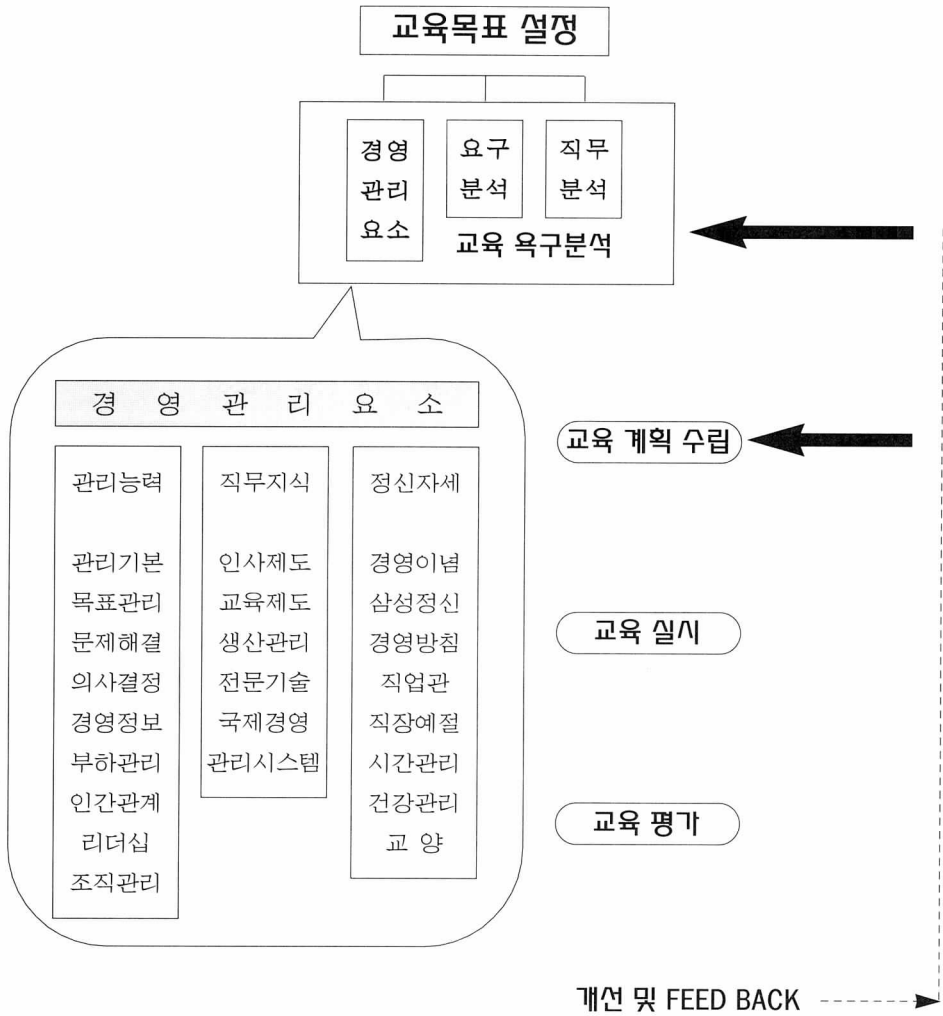 교육목표 설정
경영
관리
요소
요구
분석
직무
분석
교육 욕구분석
경 영 관 리 요 소
관리능력
관리기본
목표관리
문제해결
의사결정
경영정보
부하관리
인간관계
리더십
조직관리
직무지식
인사제도
교육제도
생산관리
전문기술
국제경영
관리시스템
정신자세
경영이념
삼성정신
경영방침
직업관
직장예절
시간관리
건강관리
교 양
교육 계획 수립
교육 실시
교육 평가
개선 및 FEED BACK